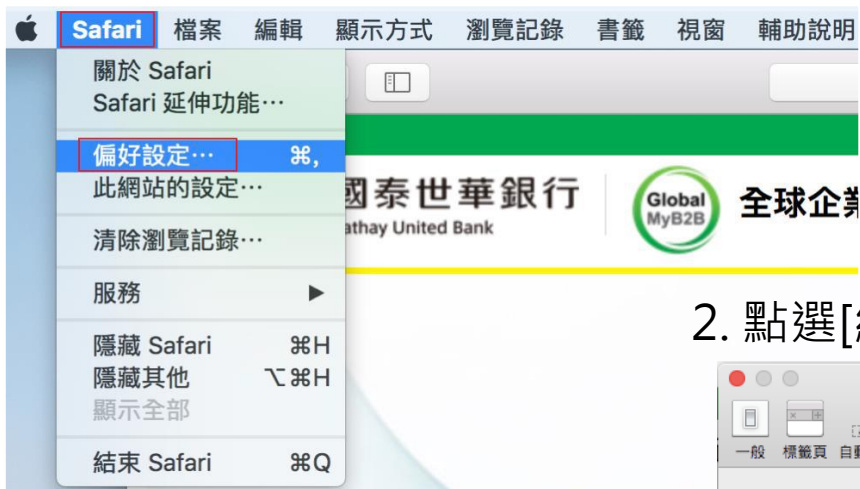 Safari 檔案 編輯 顯示方式 瀏覽記錄 書籤 視窗 輔助說明
關於 Safari
Safari 延伸功能…
偏好設定… ⌘,
此網站的設定…
清除瀏覽記錄…
服務 ▶
隱藏 Safari ⌘H
隱藏其他 ⌥⌘H
顯示全部
結束 Safari ⌘Q
國泰世華銀行
athay United Bank
Global
MyB2B
全球企業
2. 點選[
一般 標籤頁 自動